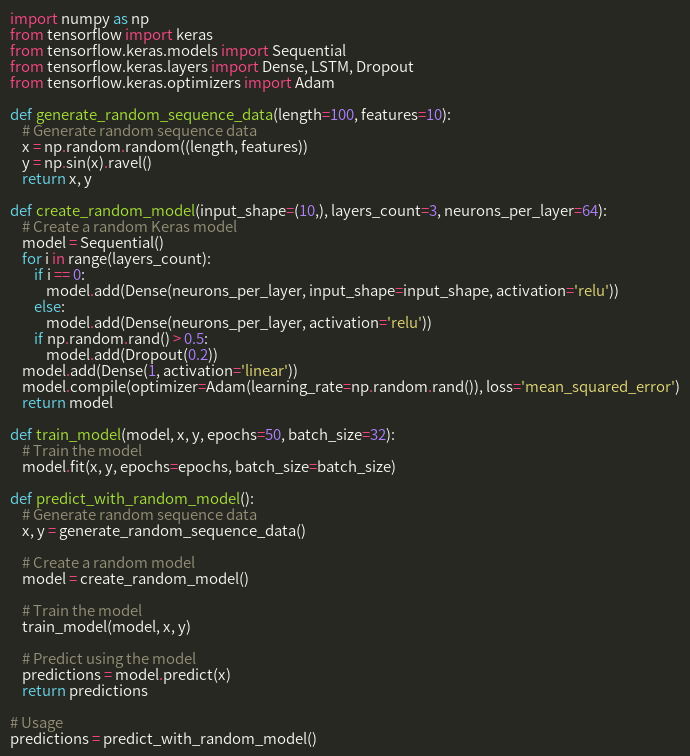 import numpy as np
from tensorflow import keras
from tensorflow.keras.models import Sequential
from tensorflow.keras.layers import Dense, LSTM, Dropout
from tensorflow.keras.optimizers import Adam

def generate_random_sequence_data(length=100, features=10):
    # Generate random sequence data
    x = np.random.random((length, features))
    y = np.sin(x).ravel()
    return x, y

def create_random_model(input_shape=(10,), layers_count=3, neurons_per_layer=64):
    # Create a random Keras model
    model = Sequential()
    for i in range(layers_count):
        if i == 0:
            model.add(Dense(neurons_per_layer, input_shape=input_shape, activation='relu'))
        else:
            model.add(Dense(neurons_per_layer, activation='relu'))
        if np.random.rand() > 0.5:
            model.add(Dropout(0.2))
    model.add(Dense(1, activation='linear'))
    model.compile(optimizer=Adam(learning_rate=np.random.rand()), loss='mean_squared_error')
    return model

def train_model(model, x, y, epochs=50, batch_size=32):
    # Train the model
    model.fit(x, y, epochs=epochs, batch_size=batch_size)

def predict_with_random_model():
    # Generate random sequence data
    x, y = generate_random_sequence_data()

    # Create a random model
    model = create_random_model()

    # Train the model
    train_model(model, x, y)

    # Predict using the model
    predictions = model.predict(x)
    return predictions

# Usage
predictions = predict_with_random_model()